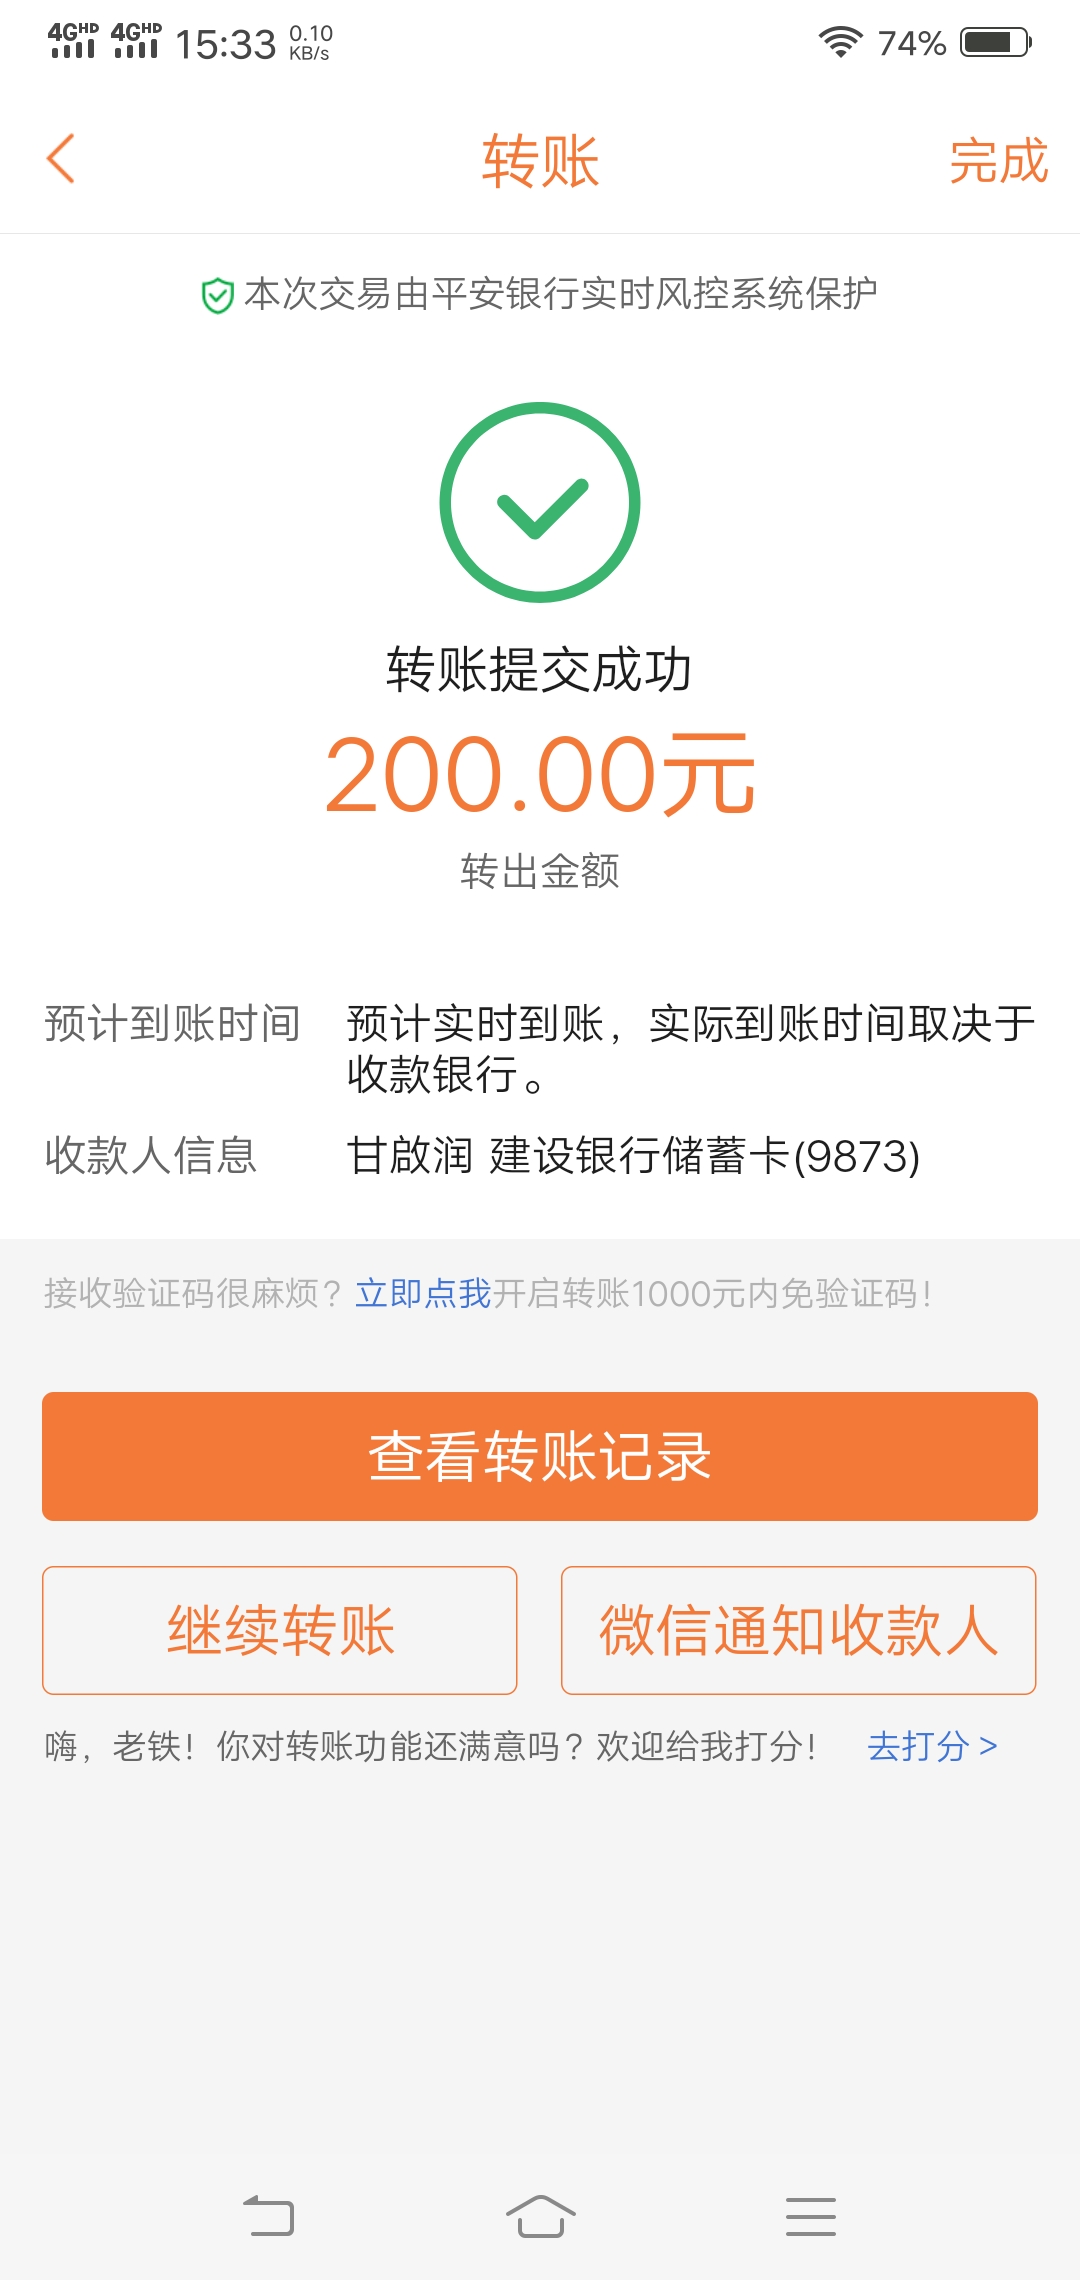 4GHD 4GHD 15:33 0.10 KB/s 74%
转账 完成
本次交易由平安银行实时风控系统保护
转账提交成功
200.00元
转出金额
预计到账时间 预计实时到账，实际到账时间取决于
收款银行。
收款人信息 甘啟润 建设银行储蓄卡(9873)
接收验证码很麻烦？立即点我开启转账1000元内免验证码！
查看转账记录
继续转账 微信通知收款人
嗨，老铁！你对转账功能还满意吗？欢迎给我打分！ 去打分 >